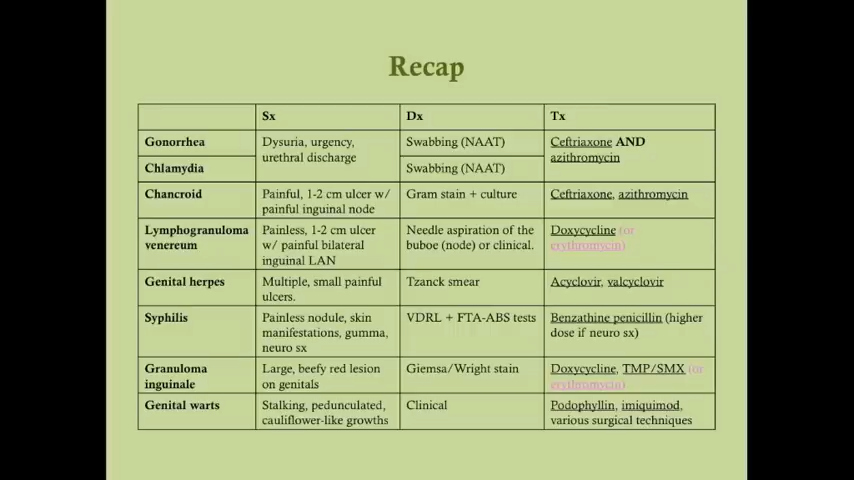 Recap
Sx Dx Tx
Gonorrhea Dysuria, urgency, Swabbing (NAAT) Ceftriaxone AND
urethral discharge azithromycin
Chlamydia Swabbing (NAAT)
Chancroid Painful, 1-2 cm ulcer w/ Gram stain + culture Ceftriaxone, azithromycin
painful inguinal node
Lymphogranuloma Painless, 1-2 cm ulcer Needle aspiration of the Doxycycline (or
venereum w/ painful bilateral buboe (node) or clinical. erythromycin)
inguinal LAN
Genital herpes Multiple, small painful Tzanck smear Acyclovir, valcyclovir
ulcers.
Syphilis Painless nodule, skin VDRL + FTA-ABS tests Benzathine penicillin (higher
manifestations, gumma, dose if neuro sx)
neuro sx
Granuloma Large, beefy red lesion Giemsa/Wright stain Doxycycline, TMP/SMX (or
inguinale on genitals erythromycin)
Genital warts Stalking, pedunculated, Clinical Podophyllin, imiquimod,
cauliflower-like growths various surgical techniques